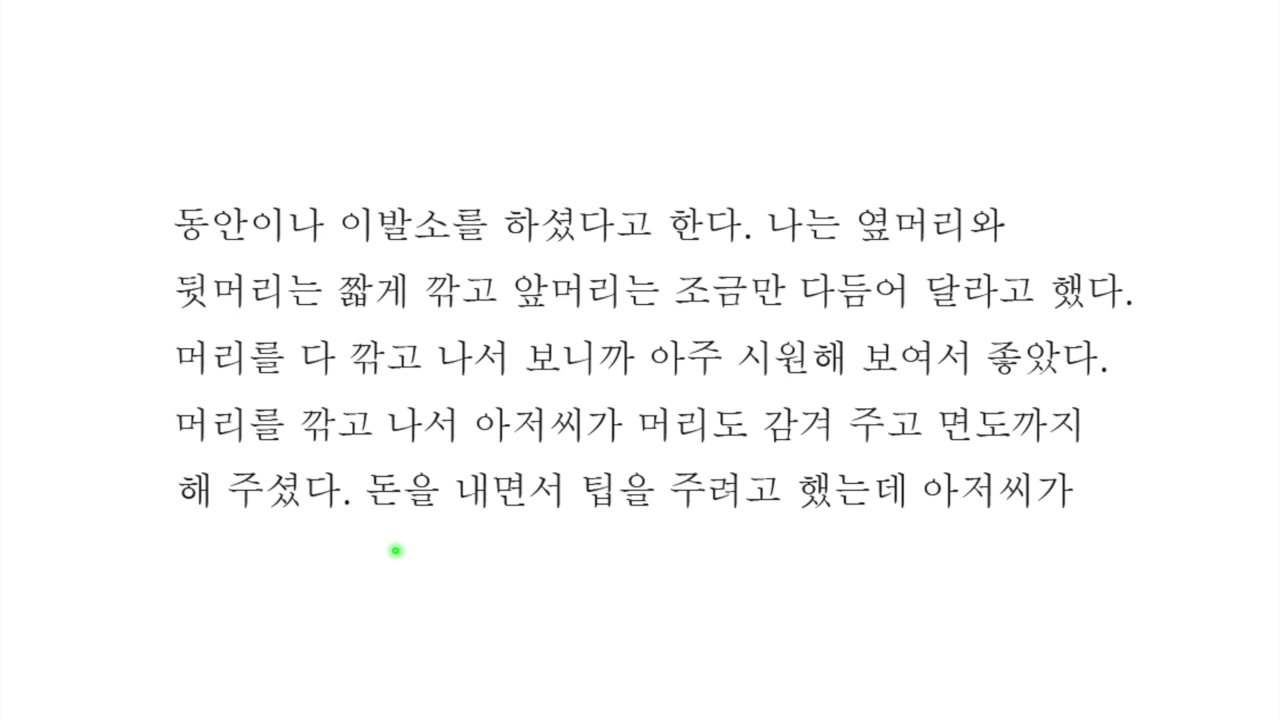 동안이나 이발소를 하셨다고 한다. 나는 옆머리와
뒷머리는 짧게 깎고 앞머리는 조금만 다듬어 달라고 했다.
머리를 다 깎고 나서 보니까 아주 시원해 보여서 좋았다.
머리를 깎고 나서 아저씨가 머리도 감겨 주고 면도까지
해 주셨다. 돈을 내면서 팁을 주려고 했는데 아저씨가